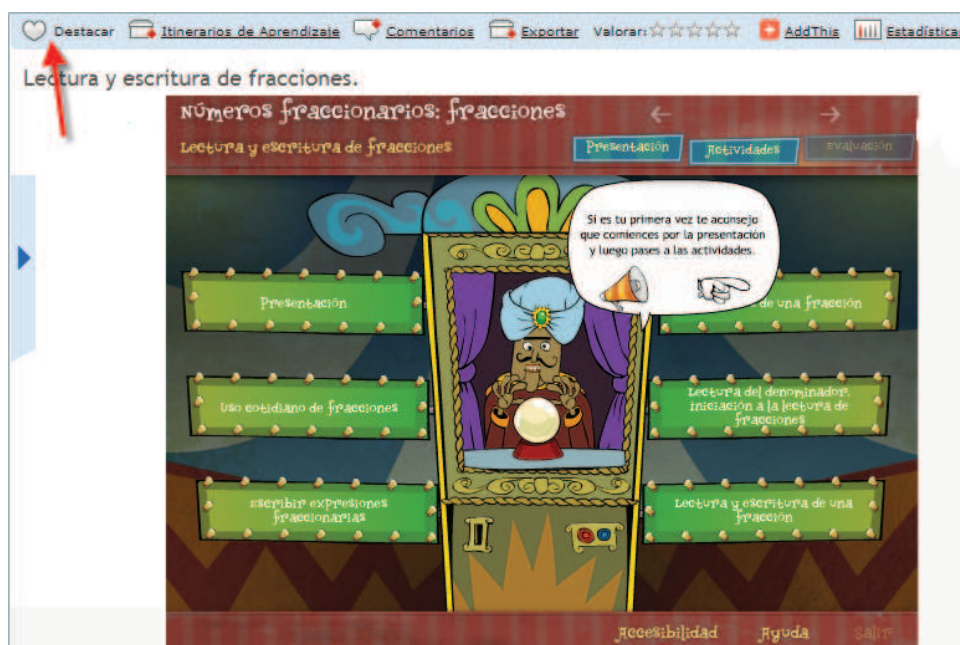 Destacar Itinerarios de Aprendizaje Comentarios Exportar Valorar: AddThis Estadísticas
Lectura y escritura de fracciones.
Números fraccionarios: fracciones
Lectura y escritura de fracciones
Presentación Actividades Evaluación
Si es tu primera vez te aconsejo
que comiences por la presentación
y luego pases a las actividades.
Presentación
de una fracción
Uso cotidiano de fracciones
Lectura del denominador,
iniciación a la lectura de
fracciones
Escribir expresiones
fraccionarias
Lectura y escritura de una
fracción
Accesibilidad Ayuda Salir